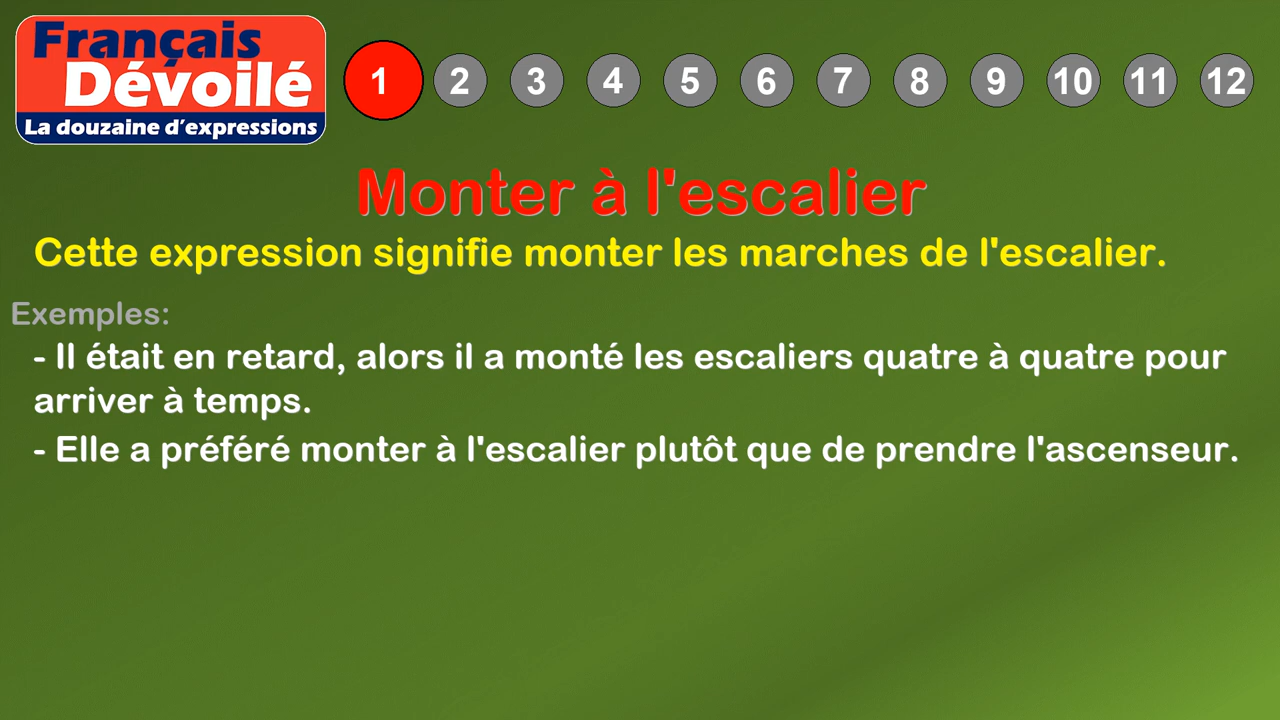 Français
Dévoilé
La douzaine d'expressions
1 2 3 4 5 6 7 8 9 10 11 12
Monter à l'escalier
Cette expression signifie monter les marches de l'escalier.
Exemples:
- Il était en retard, alors il a monté les escaliers quatre à quatre pour
arriver à temps.
- Elle a préféré monter à l'escalier plutôt que de prendre l'ascenseur.